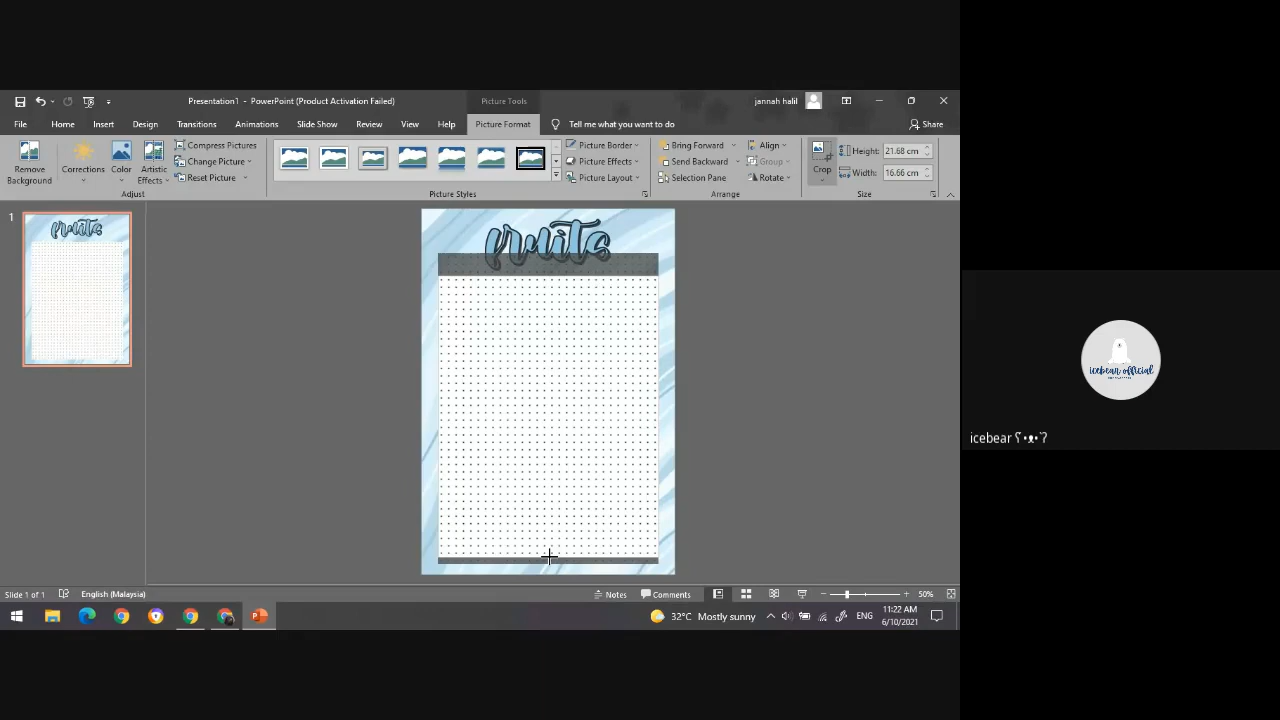 Presentation1 - PowerPoint (Product Activation Failed)
Picture Tools
jannah halil
File Home Insert Design Transitions Animations Slide Show Review View Help Picture Format Tell me what you want to do Share
Remove Background
Corrections
Color
Artistic Effects
Compress Pictures
Change Picture
Reset Picture
Adjust
Picture Styles
Picture Border
Picture Effects
Picture Layout
Bring Forward
Send Backward
Selection Pane
Align
Group
Rotate
Arrange
Crop
Height: 21.68 cm
Width: 16.66 cm
Size
1
fruits
fruits
icebear official
icebear ʕ´•ᴥ•`ʔ
Slide 1 of 1 English (Malaysia) Notes Comments 50%
32°C Mostly sunny ENG
11:22 AM
6/10/2021